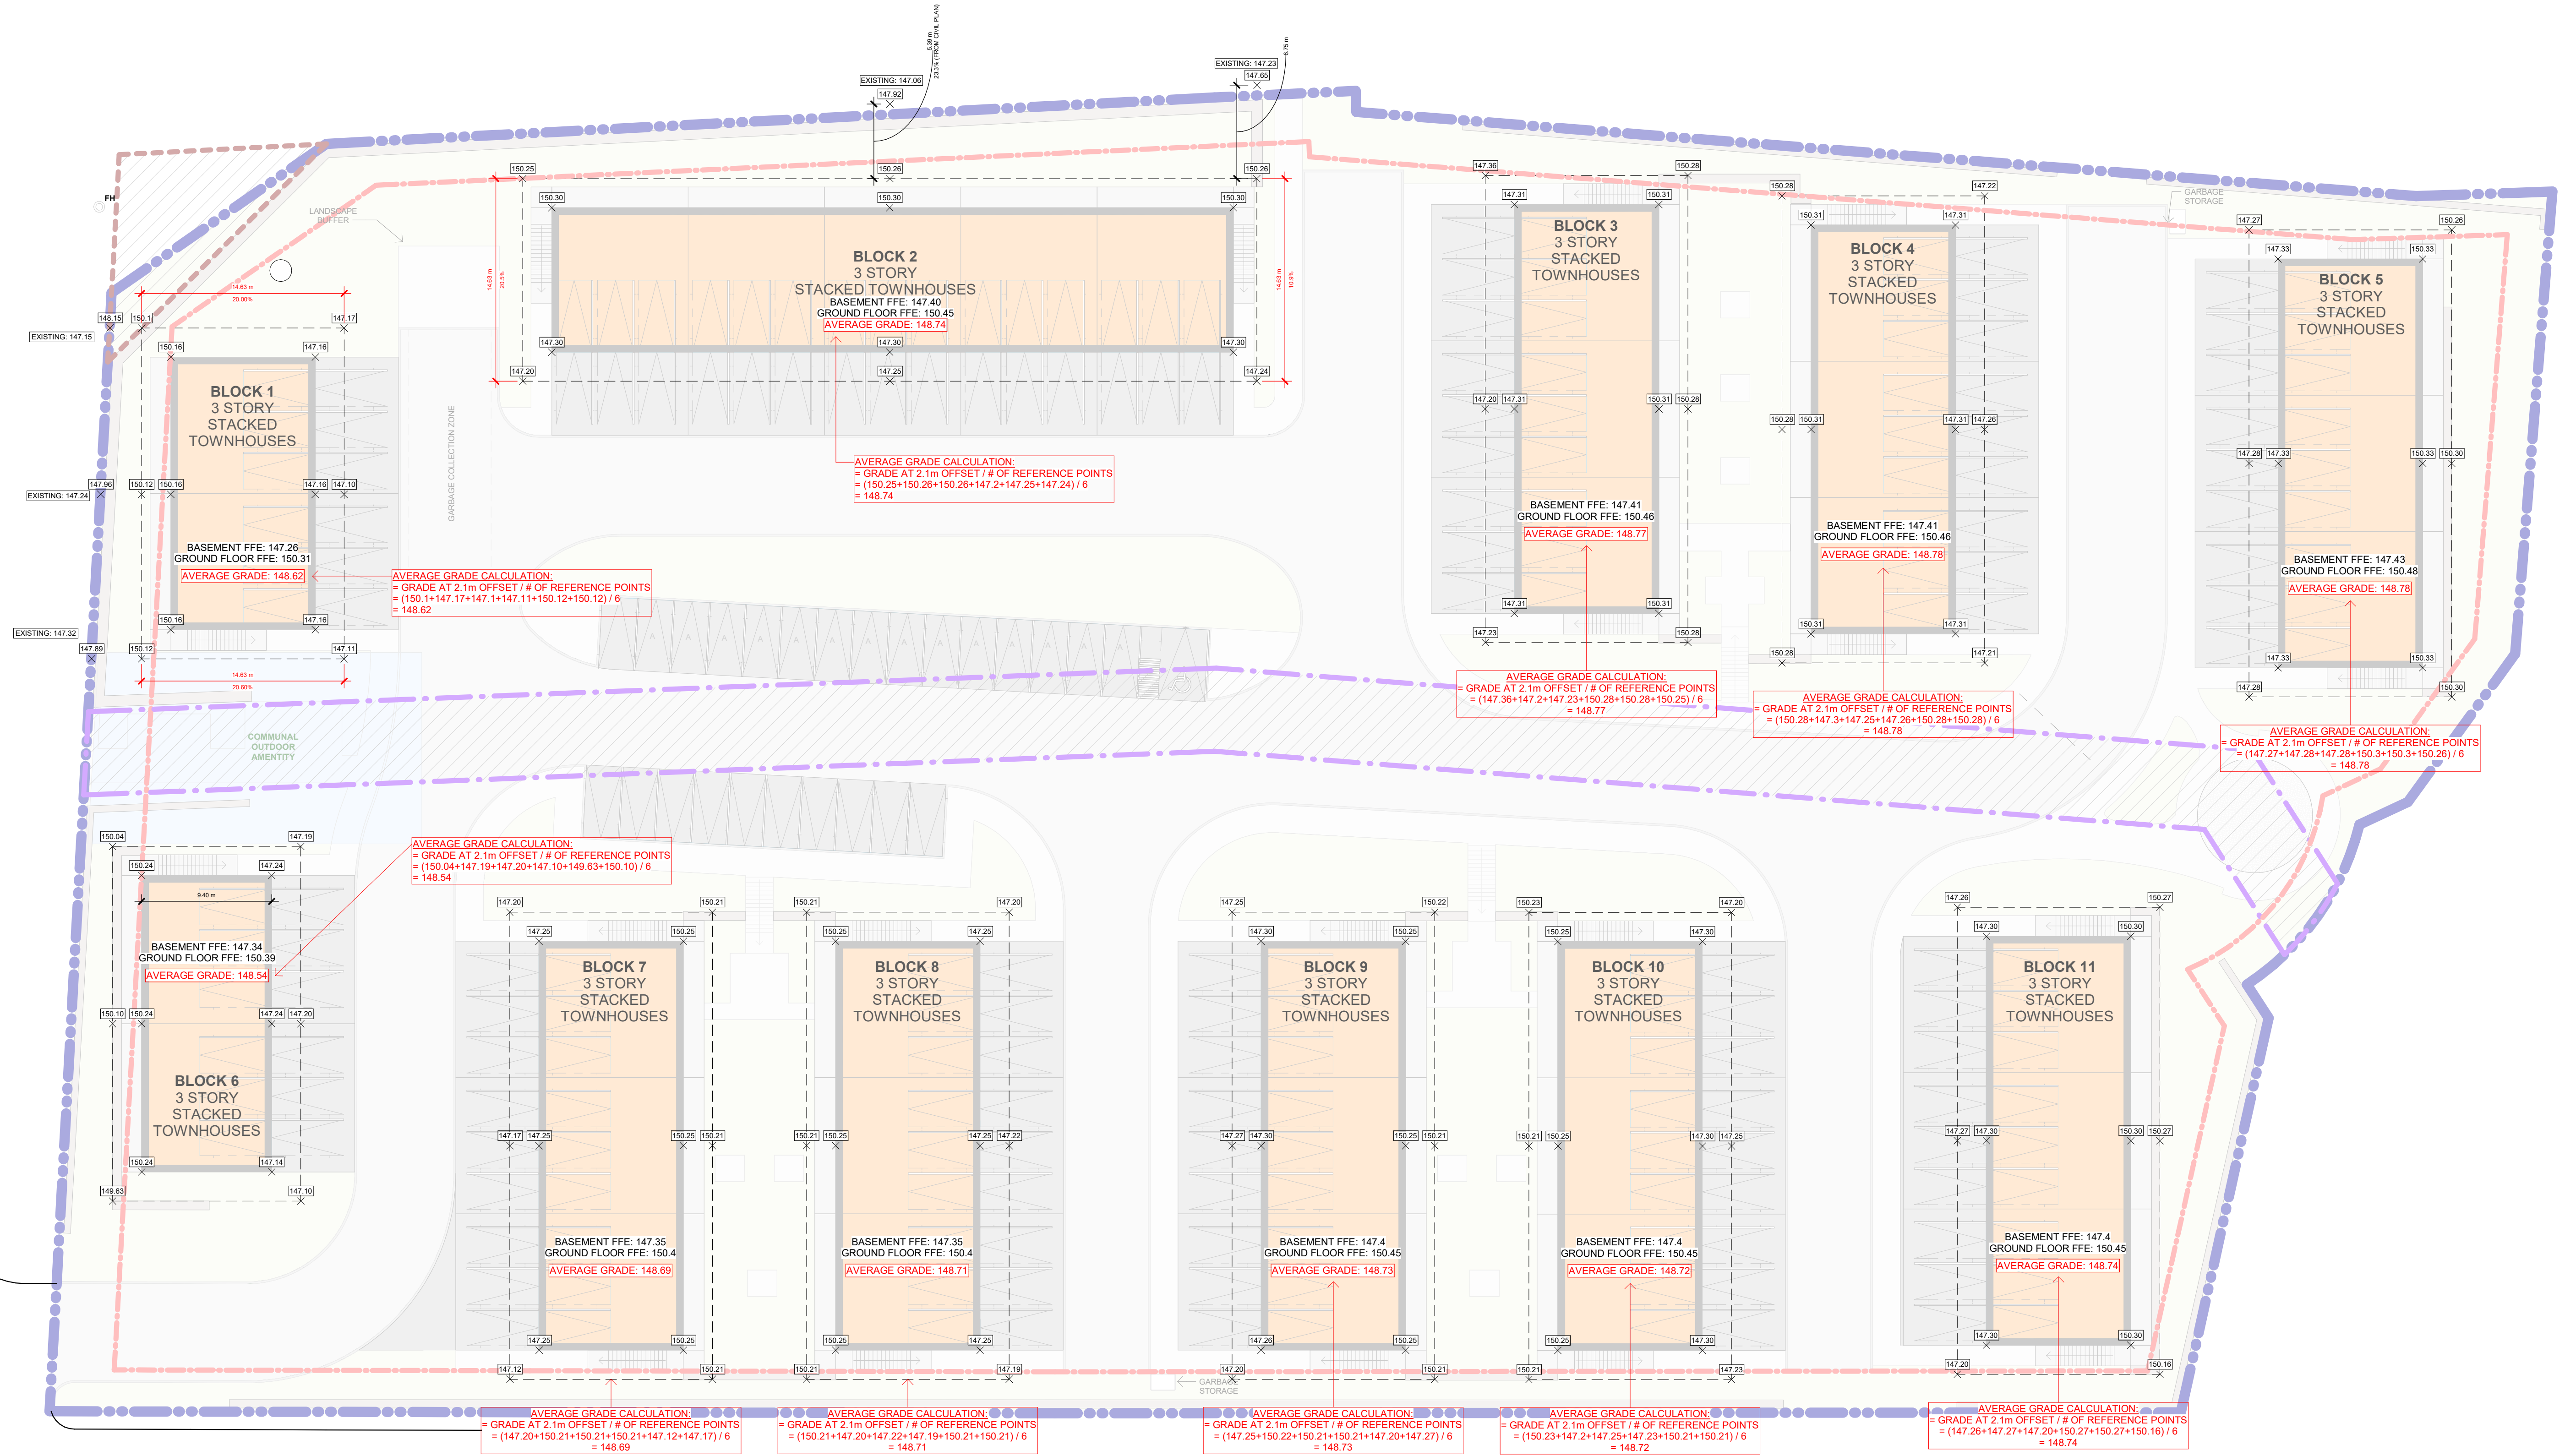 5.39 m
23.3% (FROM CIVIL PLAN)
6.75 m
EXISTING: 147.06
147.92
EXISTING: 147.23
147.65
FH
LANDSCAPE
BUFFER
14.63 m
20.00%
EXISTING: 147.15
148.15
150.1
147.17
150.16
147.16
BLOCK 1
3 STORY
STACKED
TOWNHOUSES
EXISTING: 147.24
147.96
150.12
150.16
147.16
147.10
BASEMENT FFE: 147.26
GROUND FLOOR FFE: 150.31
AVERAGE GRADE: 148.62
150.16
147.16
EXISTING: 147.32
147.89
150.12
147.11
14.63 m
20.60%
AVERAGE GRADE CALCULATION:
= GRADE AT 2.1m OFFSET / # OF REFERENCE POINTS
= (150.1+147.17+147.1+147.11+150.12+150.12) / 6
= 148.62
GARBAGE COLLECTION ZONE
150.25
150.26
150.26
14.63 m
20.5%
14.63 m
10.9%
150.30
150.30
150.30
BLOCK 2
3 STORY
STACKED TOWNHOUSES
BASEMENT FFE: 147.40
GROUND FLOOR FFE: 150.45
AVERAGE GRADE: 148.74
147.30
147.30
147.30
147.20
147.25
147.24
AVERAGE GRADE CALCULATION:
= GRADE AT 2.1m OFFSET / # OF REFERENCE POINTS
= (150.25+150.26+150.26+147.2+147.25+147.24) / 6
= 148.74
147.36
150.28
147.31
150.31
BLOCK 3
3 STORY
STACKED
TOWNHOUSES
147.20
147.31
150.31
150.28
BASEMENT FFE: 147.41
GROUND FLOOR FFE: 150.46
AVERAGE GRADE: 148.77
147.31
150.31
147.23
150.28
AVERAGE GRADE CALCULATION:
= GRADE AT 2.1m OFFSET / # OF REFERENCE POINTS
= (147.36+147.2+147.23+150.28+150.28+150.25) / 6
= 148.77
150.28
147.22
150.31
147.31
BLOCK 4
3 STORY
STACKED
TOWNHOUSES
150.28
150.31
147.31
147.26
BASEMENT FFE: 147.41
GROUND FLOOR FFE: 150.46
AVERAGE GRADE: 148.78
150.31
147.31
150.28
147.21
AVERAGE GRADE CALCULATION:
= GRADE AT 2.1m OFFSET / # OF REFERENCE POINTS
= (150.28+147.3+147.25+147.26+150.28+150.28) / 6
= 148.78
GARBAGE
STORAGE
147.27
150.26
147.33
150.33
BLOCK 5
3 STORY
STACKED
TOWNHOUSES
147.28
147.33
150.33
150.30
BASEMENT FFE: 147.43
GROUND FLOOR FFE: 150.48
AVERAGE GRADE: 148.78
147.33
150.33
147.28
150.30
AVERAGE GRADE CALCULATION:
= GRADE AT 2.1m OFFSET / # OF REFERENCE POINTS
= (147.27+147.28+147.28+150.3+150.3+150.26) / 6
= 148.78
A A A A A A A A A A A A A
COMMUNAL
OUTDOOR
AMENTITY
150.04
147.19
150.24
147.24
9.40 m
BASEMENT FFE: 147.34
GROUND FLOOR FFE: 150.39
AVERAGE GRADE: 148.54
150.10
150.24
147.24
147.20
BLOCK 6
3 STORY
STACKED
TOWNHOUSES
150.24
147.14
149.63
147.10
AVERAGE GRADE CALCULATION:
= GRADE AT 2.1m OFFSET / # OF REFERENCE POINTS
= (150.04+147.19+147.20+147.10+149.63+150.10) / 6
= 148.54
147.20
150.21
147.25
150.25
BLOCK 7
3 STORY
STACKED
TOWNHOUSES
147.17
147.25
150.25
150.21
BASEMENT FFE: 147.35
GROUND FLOOR FFE: 150.4
AVERAGE GRADE: 148.69
147.25
150.25
147.12
150.21
AVERAGE GRADE CALCULATION:
= GRADE AT 2.1m OFFSET / # OF REFERENCE POINTS
= (147.20+150.21+150.21+150.21+147.12+147.17) / 6
= 148.69
150.21
147.20
150.25
147.25
BLOCK 8
3 STORY
STACKED
TOWNHOUSES
150.21
150.25
147.25
147.22
BASEMENT FFE: 147.35
GROUND FLOOR FFE: 150.4
AVERAGE GRADE: 148.71
150.25
147.25
150.21
147.19
AVERAGE GRADE CALCULATION:
= GRADE AT 2.1m OFFSET / # OF REFERENCE POINTS
= (150.21+147.20+147.22+147.19+150.21+150.21) / 6
= 148.71
147.25
150.22
147.30
150.25
BLOCK 9
3 STORY
STACKED
TOWNHOUSES
147.27
147.30
150.25
150.21
BASEMENT FFE: 147.4
GROUND FLOOR FFE: 150.45
AVERAGE GRADE: 148.73
147.26
150.25
147.20
150.21
GARBAGE
STORAGE
AVERAGE GRADE CALCULATION:
= GRADE AT 2.1m OFFSET / # OF REFERENCE POINTS
= (147.25+150.22+150.21+150.21+147.20+147.27) / 6
= 148.73
150.23
147.20
150.25
147.30
BLOCK 10
3 STORY
STACKED
TOWNHOUSES
150.21
150.25
147.30
147.25
BASEMENT FFE: 147.4
GROUND FLOOR FFE: 150.45
AVERAGE GRADE: 148.72
150.25
147.30
150.21
147.23
AVERAGE GRADE CALCULATION:
= GRADE AT 2.1m OFFSET / # OF REFERENCE POINTS
= (150.23+147.2+147.25+147.23+150.21+150.21) / 6
= 148.72
147.26
150.27
147.30
150.30
BLOCK 11
3 STORY
STACKED
TOWNHOUSES
147.27
147.30
150.30
150.27
BASEMENT FFE: 147.4
GROUND FLOOR FFE: 150.45
AVERAGE GRADE: 148.74
147.30
150.30
147.20
150.16
AVERAGE GRADE CALCULATION:
= GRADE AT 2.1m OFFSET / # OF REFERENCE POINTS
= (147.26+147.27+147.20+150.27+150.27+150.16) / 6
= 148.74